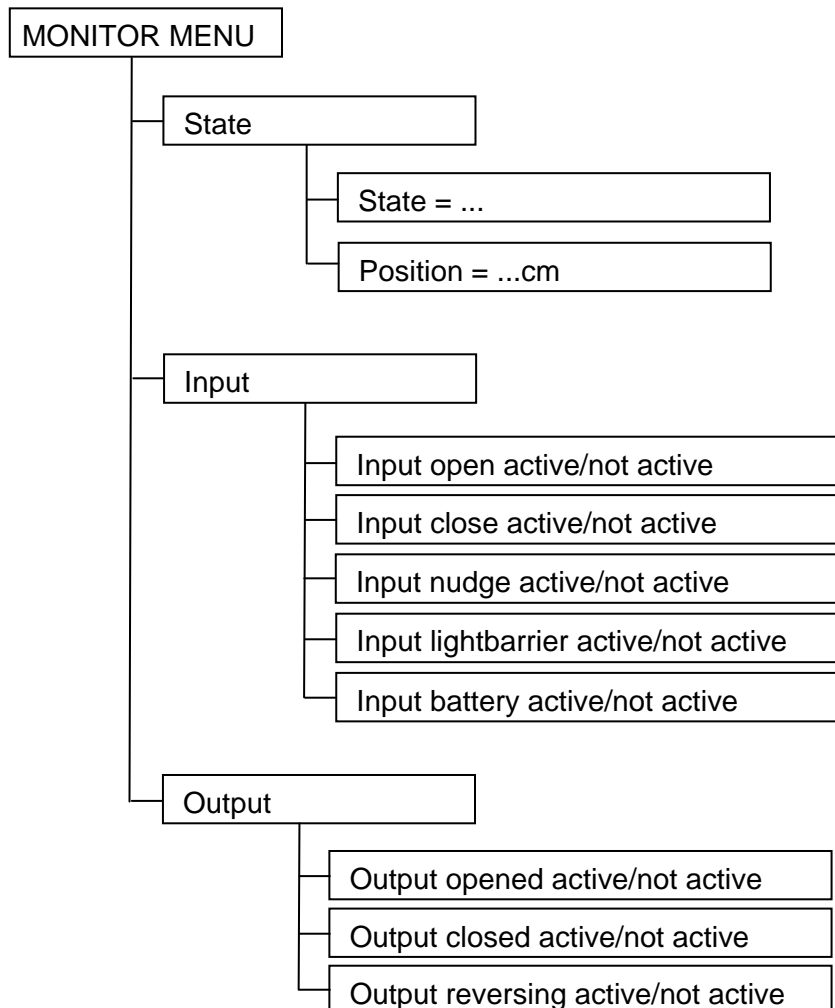 MONITOR MENU
State
State = ...
Position = ...cm
Input
Input open active/not active
Input close active/not active
Input nudge active/not active
Input lightbarrier active/not active
Input battery active/not active
Output
Output opened active/not active
Output closed active/not active
Output reversing active/not active